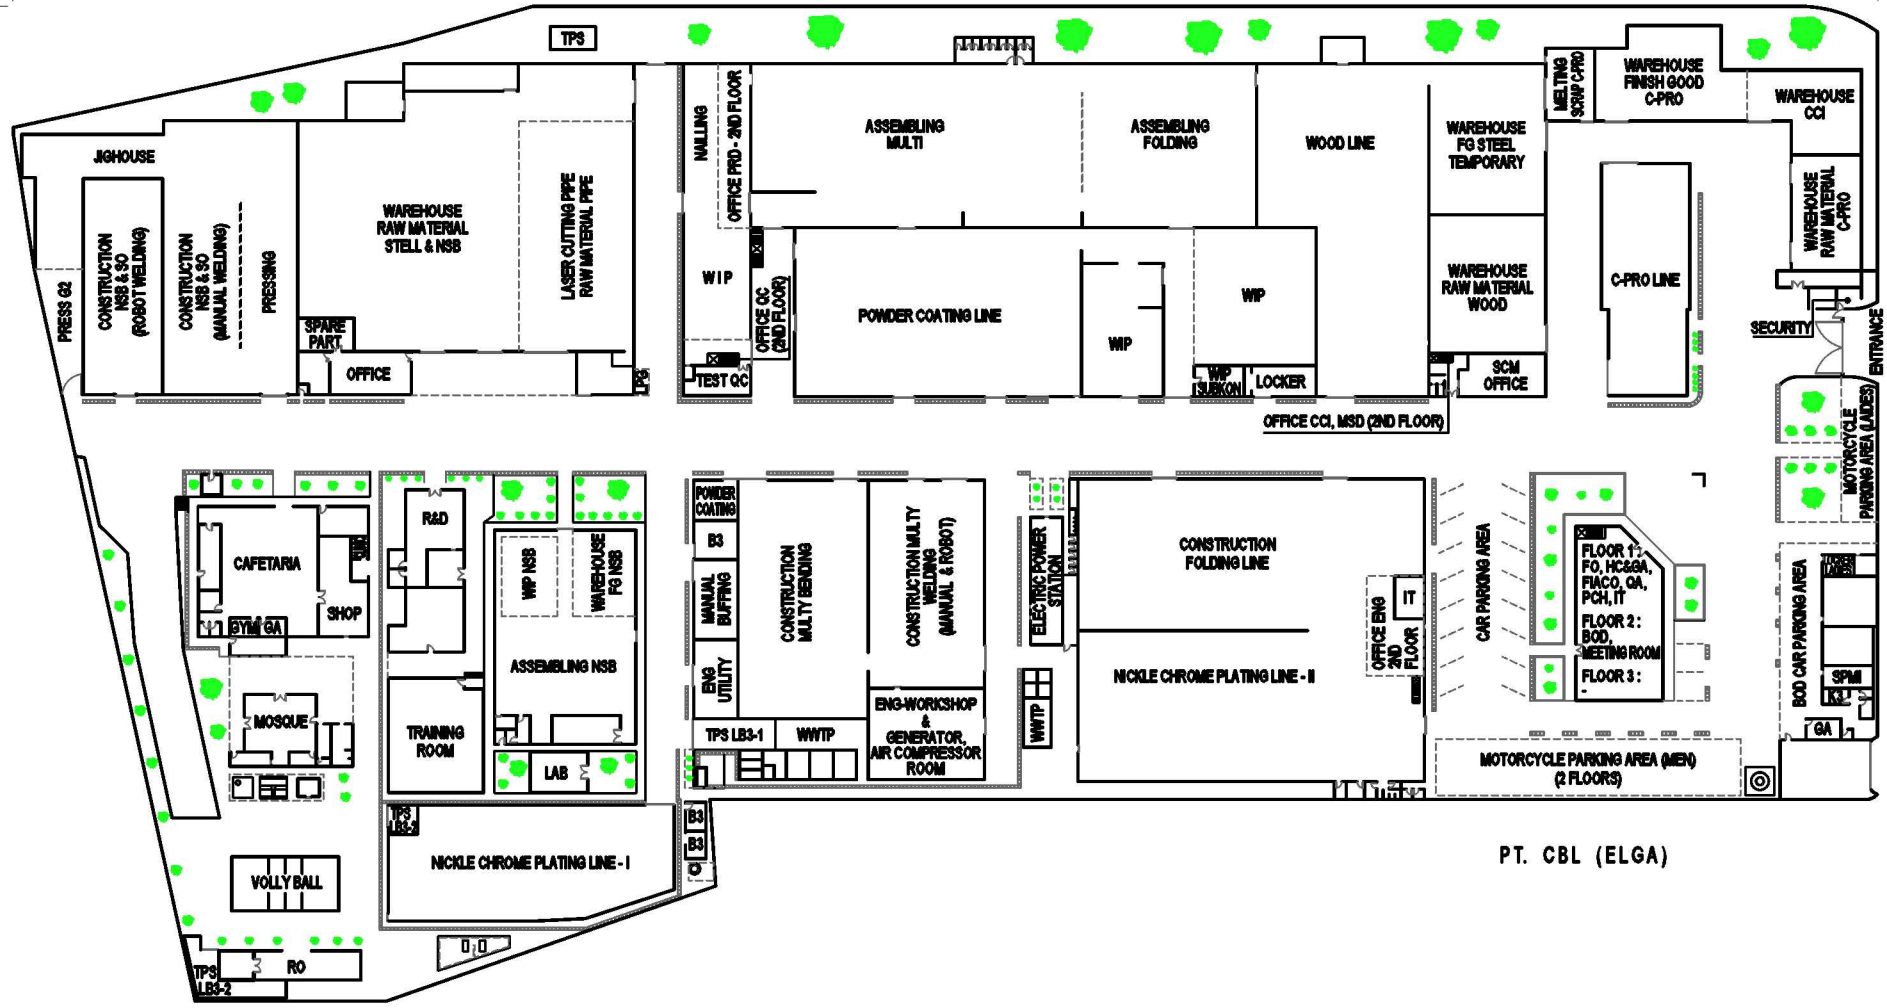 TPS
JIGHOUSE
CONSTRUCTION
NSB & SO
(ROBOT WELDING)
CONSTRUCTION
NSB & SO
(MANUAL WELDING)
PRESSING
PRESS G2
WAREHOUSE
RAW MATERIAL
STELL & NSB
LASER CUTTING PIPE
RAW MATERIAL PIPE
SPARE
PART
OFFICE
LPG
NAILLING
OFFICE PRD - 2ND FLOOR
W I P
OFFICE QC
(2ND FLOOR)
TEST QC
ASSEMBLING
MULTI
ASSEMBLING
FOLDING
WOOD LINE
POWDER COATING LINE
WIP
WIP
WIP
SUBKON
LOCKER
OFFICE CCI, MSD (2ND FLOOR)
WAREHOUSE
FG STEEL
TEMPORARY
WAREHOUSE
RAW MATERIAL
WOOD
SCM
OFFICE
MELTING
SCRAP C-PRO
WAREHOUSE
FINISH GOOD
C-PRO
WAREHOUSE
CCI
WAREHOUSE
RAW MATERIAL
C-PRO
C-PRO LINE
SECURITY
ENTRANCE
MOTORCYCLE
PARKING AREA (LAIDES)
CAFETARIA
SHOP
GYM
GA
MOSQUE
R&D
TRAINING
ROOM
WIP NSB
WAREHOUSE
FG NSB
ASSEMBLING NSB
LAB
POWDER
COATING
B3
MANUAL
BUFFING
ENG
UTILITY
CONSTRUCTION
MULTY BENDING
CONSTRUCTION MULTY
WELDING
(MANUAL & ROBOT)
TPS LB3-1
WWTP
ENG-WORKSHOP
&
GENERATOR,
AIR COMPRESSOR
ROOM
ELECTRIC POWER
STATION
WWTP
CONSTRUCTION
FOLDING LINE
NICKLE CHROME PLATING LINE - II
OFFICE ENG
2ND
FLOOR
IT
CAR PARKING AREA
FLOOR 1 :
FO, HC&GA,
FIACO, QA,
PCH, IT
FLOOR 2 :
BOD,
MEETING ROOM
FLOOR 3 :
-
BOD CAR PARKING AREA
SPMI
K3
GA
MOTORCYCLE PARKING AREA (MEN)
(2 FLOORS)
TPS
LB3-2
NICKLE CHROME PLATING LINE - I
B3
B3
VOLLY BALL
RO
TPS
LB3-2
PT. CBL (ELGA)